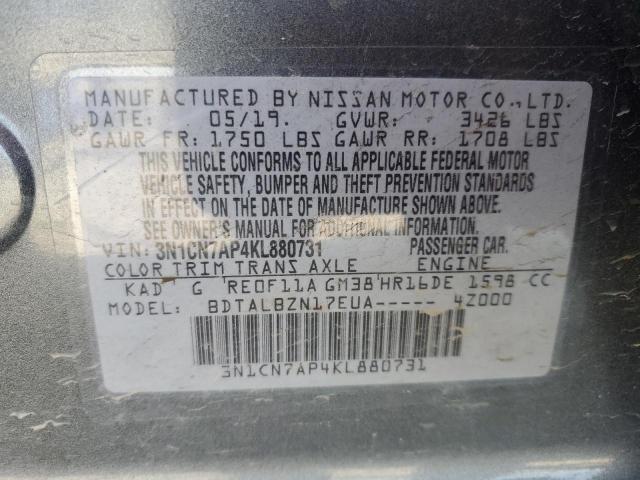 MANUFACTURED BY NISSAN MOTOR CO., LTD.
DATE: 05/19. GVWR: 3426 LBS
GAWR FR: 1750 LBS GAWR RR: 1708 LBS
THIS VEHICLE CONFORMS TO ALL APPLICABLE FEDERAL MOTOR
VEHICLE SAFETY, BUMPER AND THEFT PREVENTION STANDARDS
IN EFFECT ON THE DATE OF MANUFACTURE SHOWN ABOVE.
SEE OWNER'S MANUAL FOR ADDITIONAL INFORMATION.
VIN: 3N1CN7AP4KL880731 PASSENGER CAR.
COLOR TRIM TRANS AXLE ENGINE
KAD G RE0F11A GM38 HR16DE 1598 CC
MODEL: BDTALBZN17EUA----- 4Z000
3N1CN7AP4KL880731